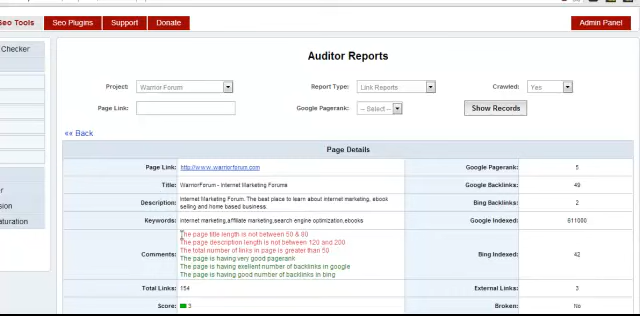 Seo Tools Seo Plugins Support Donate Admin Panel
Checker
Auditor Reports
Project: Warrior Forum Report Type: Link Reports Crawled: Yes
Page Link: Google Pagerank: -- Select -- Show Records
«« Back
Page Details
Page Link: http://www.warriorforum.com Google Pagerank: 5
Title: WarriorForum - Internet Marketing Forums Google Backlinks: 49
Description: Internet Marketing Forum. The best place to learn about internet marketing, ebook
selling and home based business. Bing Backlinks: 2
Keywords: internet marketing,affiliate marketing,search engine optimization,ebooks Google Indexed: 611000
Comments: The page title length is not between 50 & 80
The page description length is not between 120 and 200
The total number of links in page is greater than 50
The page is having very good pagerank
The page is having exellent number of backlinks in google
The page is having good number of backlinks in bing
Bing Indexed: 42
Total Links: 154 External Links: 3
Score: 3 Broken: No